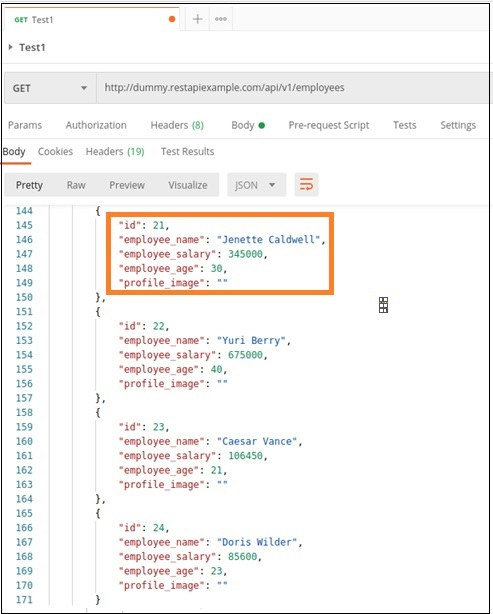 GET Test1
Test1
GET http://dummy.restapiexample.com/api/v1/employees
Params Authorization Headers (8) Body Pre-request Script Tests Settings
Body Cookies Headers (19) Test Results
Pretty Raw Preview Visualize JSON
144 {
145 "id": 21,
146 "employee_name": "Jenette Caldwell",
147 "employee_salary": 345000,
148 "employee_age": 30,
149 "profile_image": ""
150 },
151 {
152 "id": 22,
153 "employee_name": "Yuri Berry",
154 "employee_salary": 675000,
155 "employee_age": 40,
156 "profile_image": ""
157 },
158 {
159 "id": 23,
160 "employee_name": "Caesar Vance",
161 "employee_salary": 106450,
162 "employee_age": 21,
163 "profile_image": ""
164 },
165 {
166 "id": 24,
167 "employee_name": "Doris Wilder",
168 "employee_salary": 85600,
169 "employee_age": 23,
170 "profile_image": ""
171 }